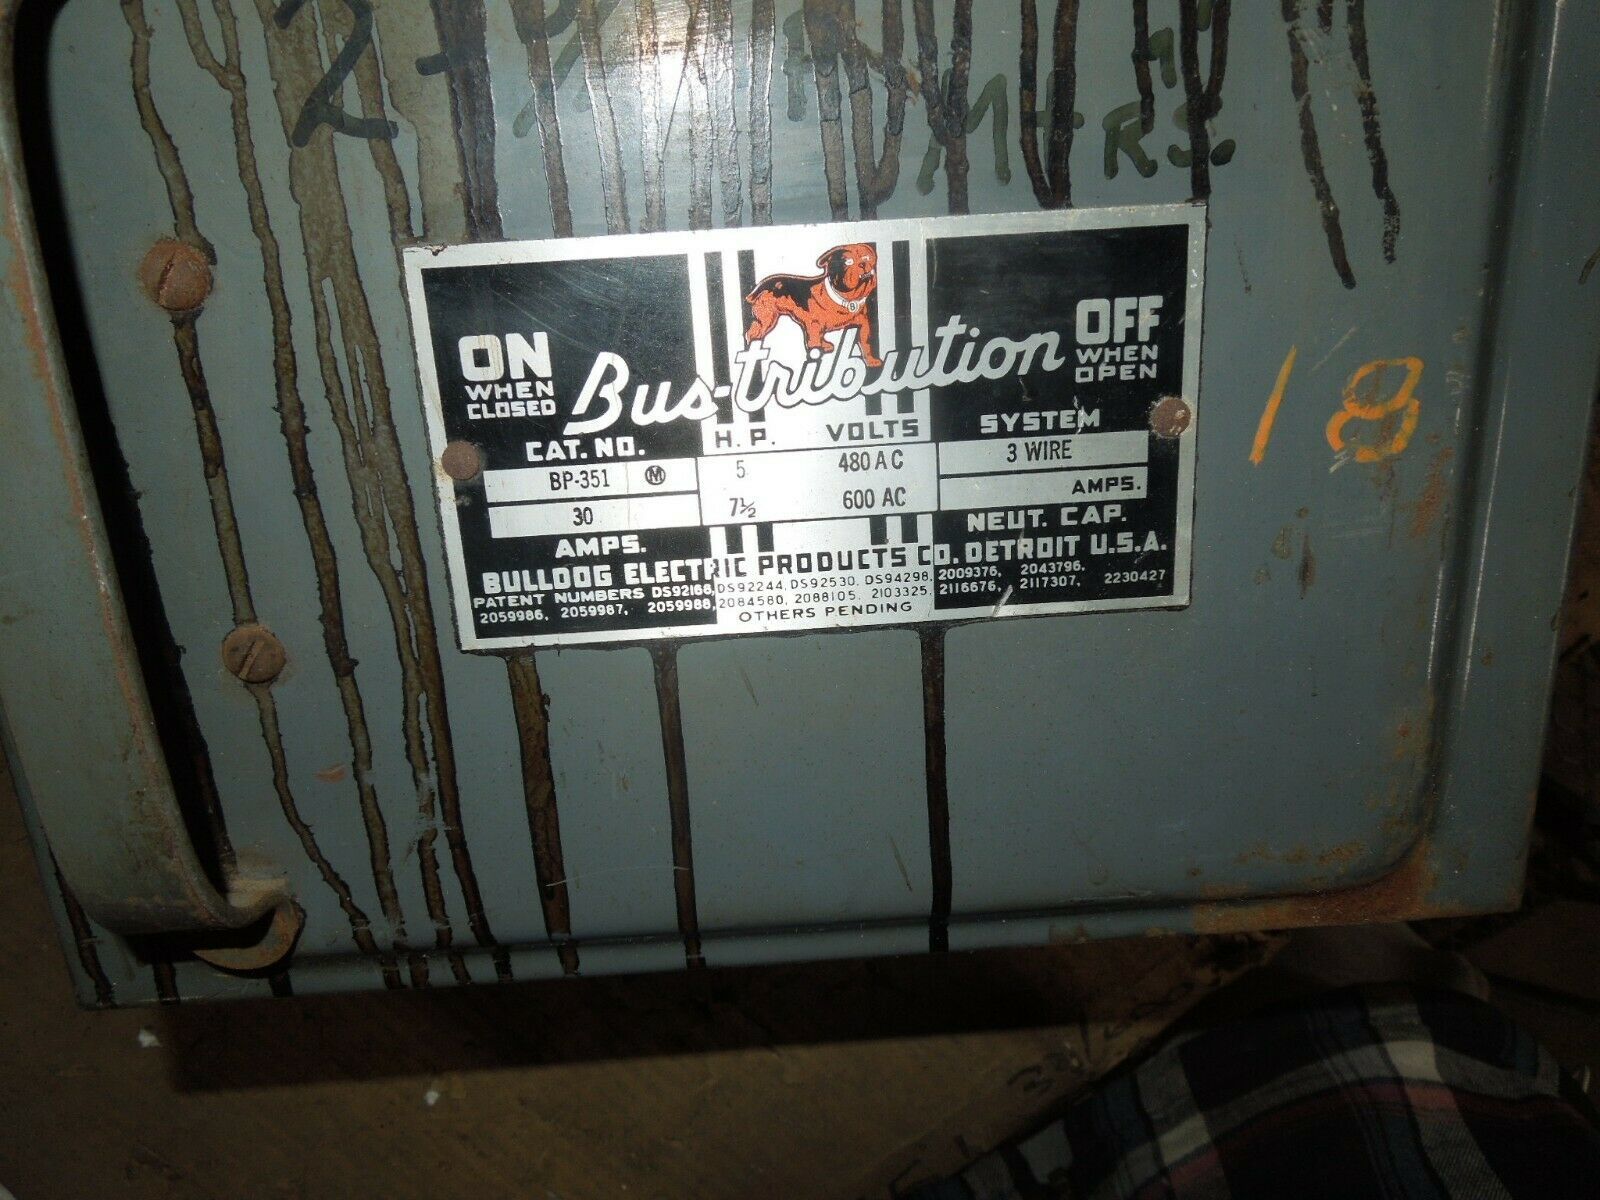 MTRS.
ON
WHEN
CLOSED
Bus-tribution
OFF
WHEN
OPEN
CAT. NO. H. P. VOLTS SYSTEM
BP-351 M 5 480 AC 3 WIRE
30 7½ 600 AC AMPS.
AMPS. NEUT. CAP.
BULLDOG ELECTRIC PRODUCTS CO. DETROIT U.S.A.
PATENT NUMBERS DS92168, DS92244, DS92530, DS94298, 2009376, 2043796,
2059986, 2059987, 2059988, 2084580, 2088105, 2103325, 2116676, 2117307, 2230427
OTHERS PENDING
18